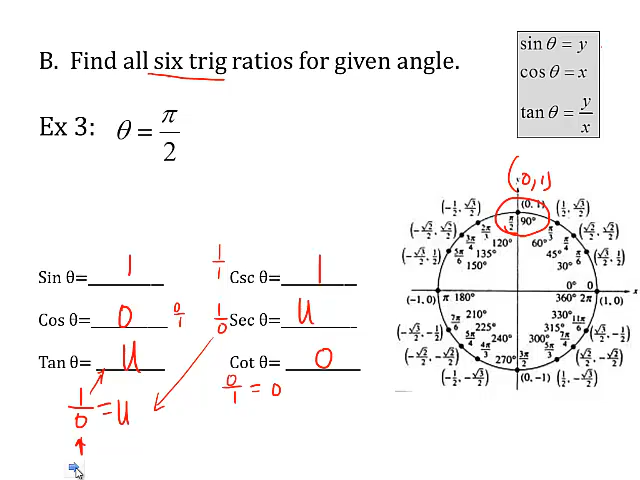 B. Find all six trig ratios for given angle.
sin θ = y
cos θ = x
tan θ = y/x
Ex 3: θ = π/2
(0,1)
Sin θ= 1
1/1
Csc θ= 1
Cos θ= 0
0/1
1/0
Sec θ= U
Tan θ= U
Cot θ= 0
1/0 = U
0/1 = 0
(0, 1)
(-1/2, √3/2)
(1/2, √3/2)
(-√2/2, √2/2)
(√2/2, √2/2)
(-√3/2, 1/2)
(√3/2, 1/2)
π/2 90°
2π/3 120°
60° π/3
3π/4 135°
45° π/4
5π/6 150°
30° π/6
(-1, 0) π 180°
0° 0
360° 2π (1, 0) x
7π/6 210°
330° 11π/6
5π/4 225°
315° 7π/4
4π/3 240°
300° 5π/3
270° 3π/2
(-√3/2, -1/2)
(√3/2, -1/2)
(-√2/2, -√2/2)
(√2/2, -√2/2)
(-1/2, -√3/2)
(0, -1)
(1/2, -√3/2)